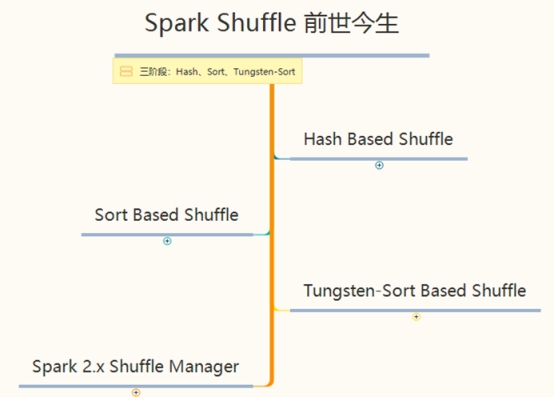 Spark Shuffle 前世今生
三阶段：Hash、Sort、Tungsten-Sort
Hash Based Shuffle
Sort Based Shuffle
Tungsten-Sort Based Shuffle
Spark 2.x Shuffle Manager